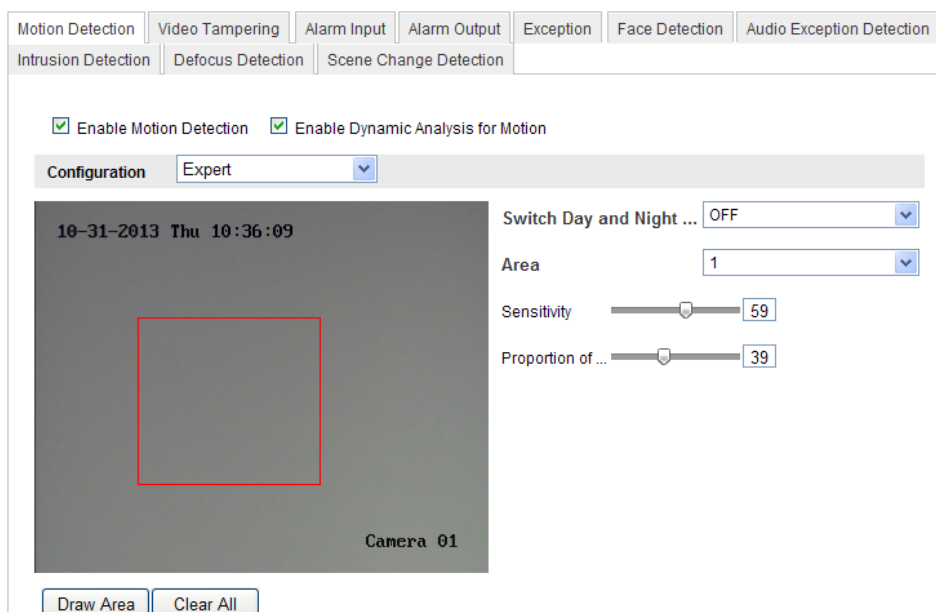 Motion Detection Video Tampering Alarm Input Alarm Output Exception Face Detection Audio Exception Detection
Intrusion Detection Defocus Detection Scene Change Detection
Enable Motion Detection Enable Dynamic Analysis for Motion
Configuration Expert
10-31-2013 Thu 10:36:09
Camera 01
Switch Day and Night ... OFF
Area 1
Sensitivity 59
Proportion of ... 39
Draw Area Clear All